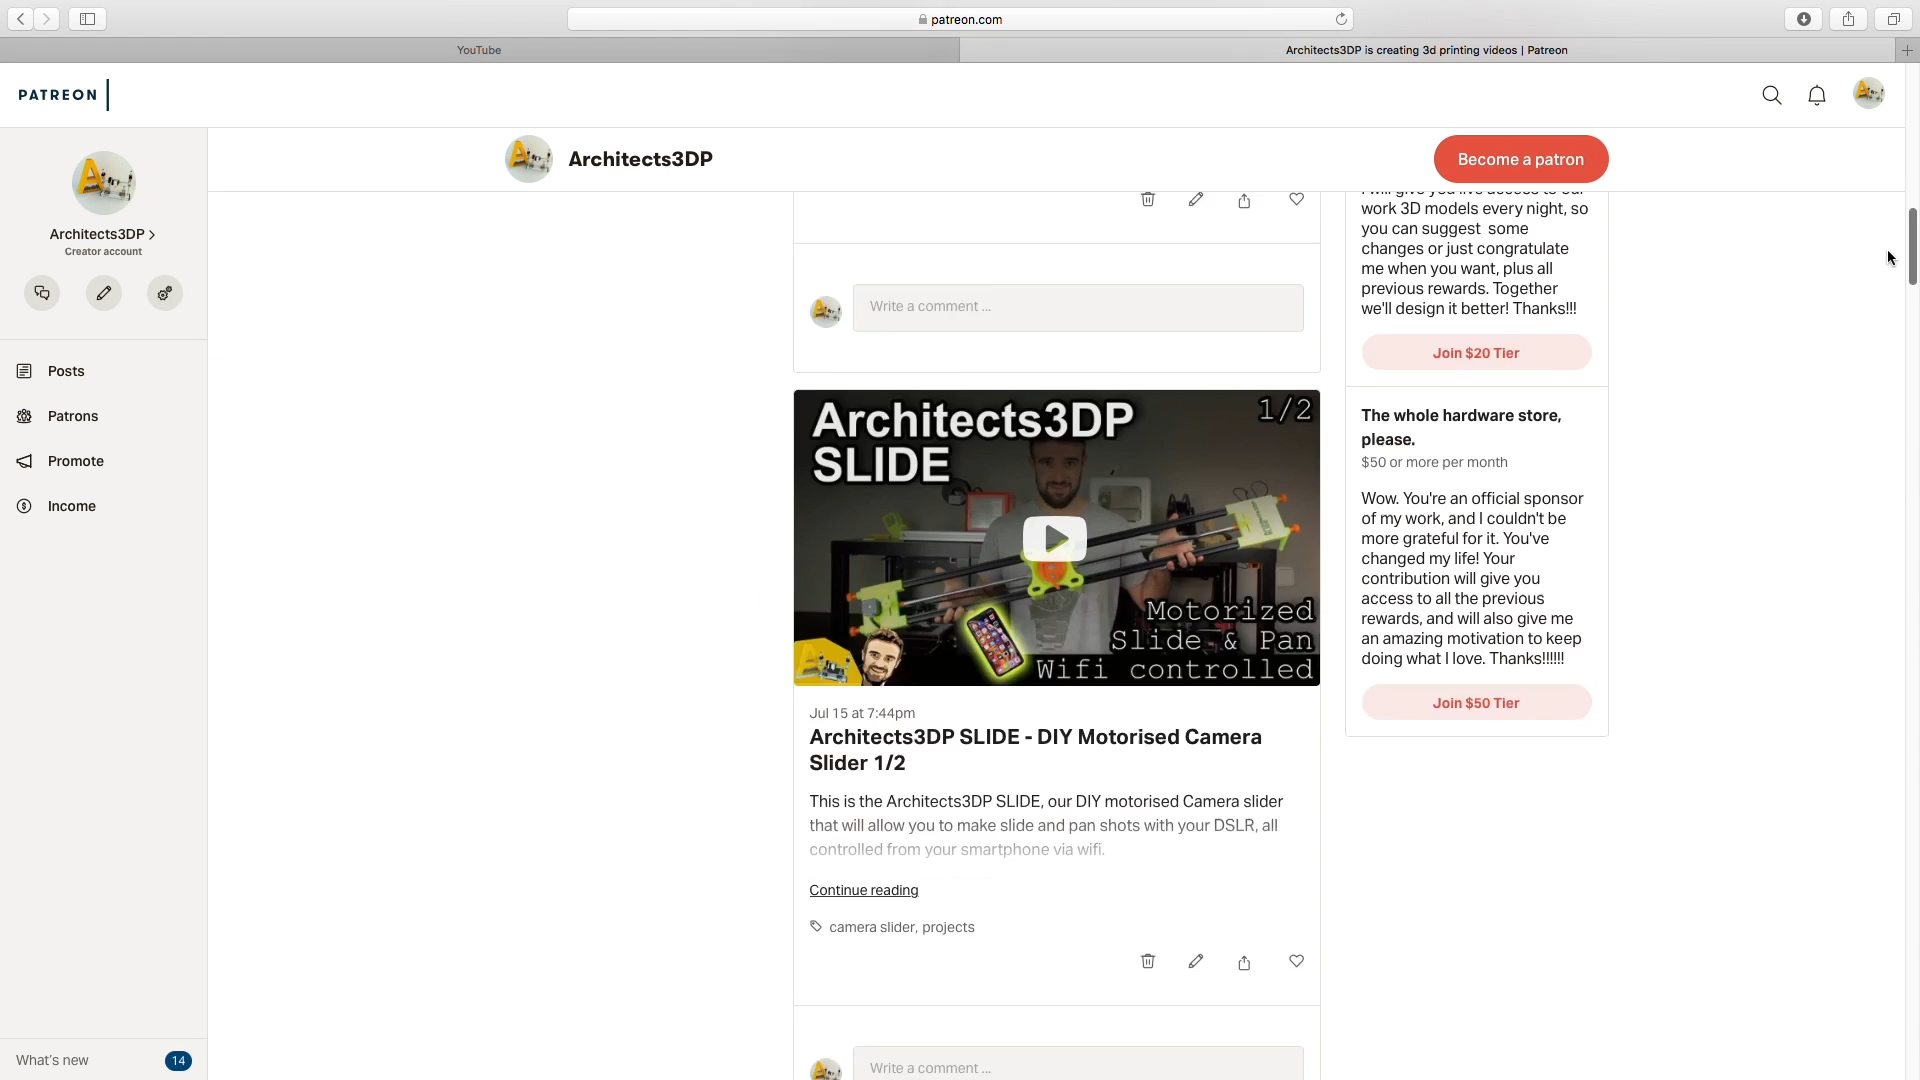 patreon.com
YouTube
Architects3DP is creating 3d printing videos | Patreon
PATREON
Architects3DP
Become a patron
Architects3DP
Creator account
Posts
Patrons
Promote
Income
What's new
14
Write a comment ...
Architects3DP
SLIDE
1/2
Motorized
Slide & Pan
Wifi controlled
Jul 15 at 7:44pm
Architects3DP SLIDE - DIY Motorised Camera
Slider 1/2
This is the Architects3DP SLIDE, our DIY motorised Camera slider
that will allow you to make slide and pan shots with your DSLR, all
controlled from your smartphone via wifi.
Continue reading
camera slider, projects
Write a comment ...
I will give you live access to our
work 3D models every night, so
you can suggest some
changes or just congratulate
me when you want, plus all
previous rewards. Together
we'll design it better! Thanks!!!
Join $20 Tier
The whole hardware store,
please.
$50 or more per month
Wow. You're an official sponsor
of my work, and I couldn't be
more grateful for it. You've
changed my life! Your
contribution will give you
access to all the previous
rewards, and will also give me
an amazing motivation to keep
doing what I love. Thanks!!!!!!
Join $50 Tier